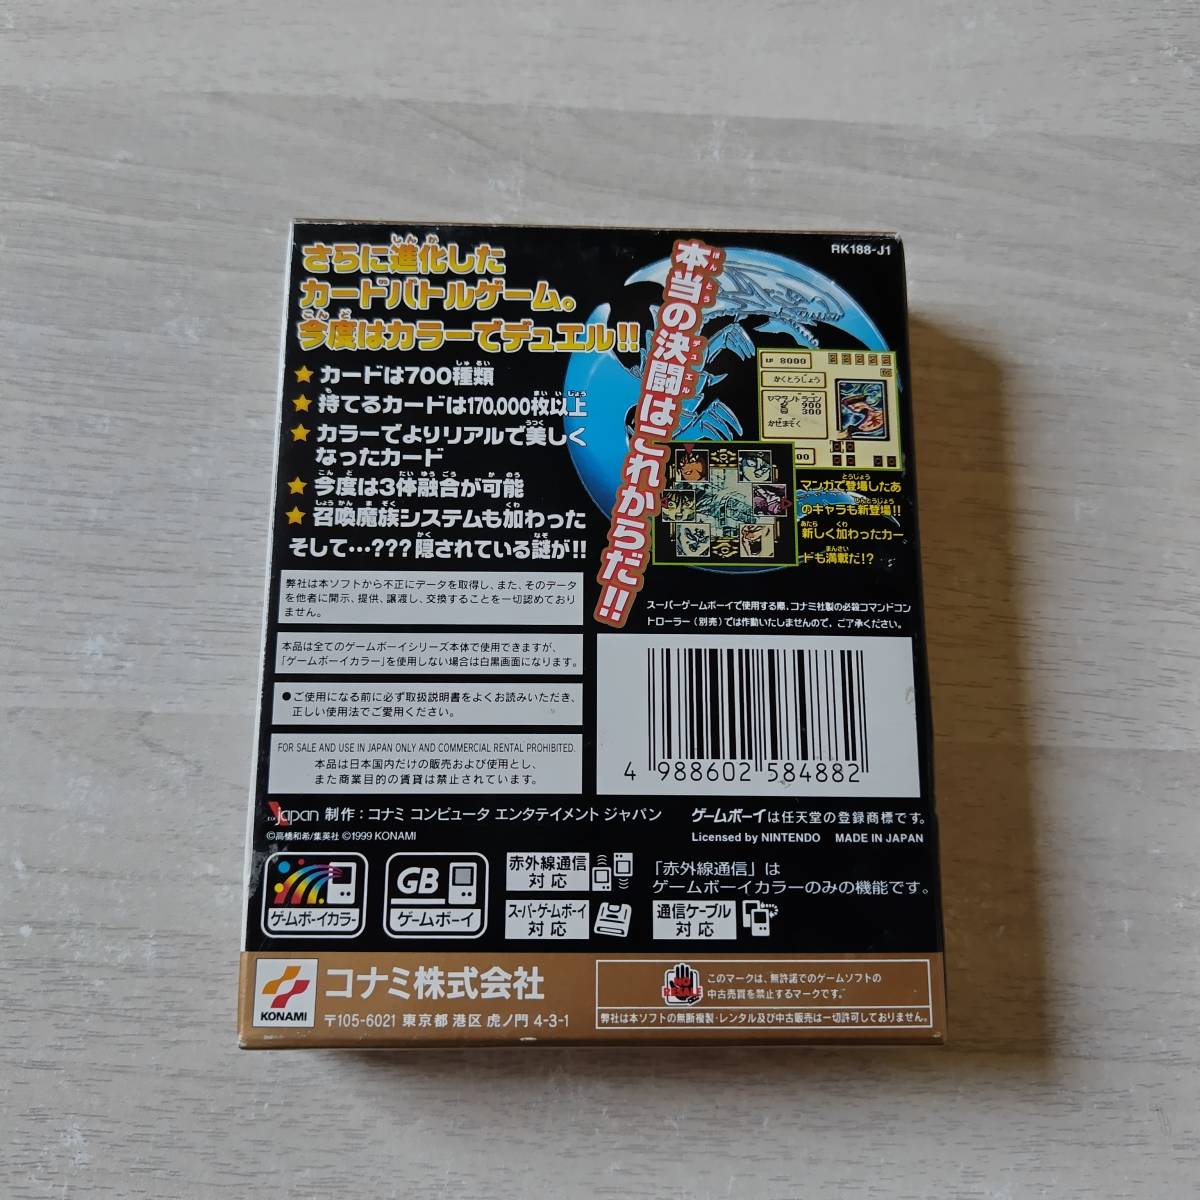 RK188-J1
さらに進化した
カードバトルゲーム。
今度はカラーでデュエル!!
★ カードは700種類
★ 持てるカードは170,000枚以上
★ カラーでよりリアルで美しく
なったカード
★ 今度は3体融合が可能
★ 召喚魔族システムも加わった
そして…???隠されている謎が!!
本当の決闘はこれからだ!!
LP 8000
かくとうじょう
ヤマタノドラゴン
900
300
かぜまぞく
マンガで登場したあ
のキャラも新登場!!
新しく加わったカー
ドも満載だ!?
スーパーゲームボーイで使用する際、コナミ社製の必殺コマンドコン
トローラー(別売)では作動いたしませんので、ご了承ください。
弊社は本ソフトから不正にデータを取得し、また、そのデータ
を他者に開示、提供、譲渡し、交換することを一切認めており
ません。
本品は全てのゲームボーイシリーズ本体で使用できますが、
「ゲームボーイカラー」を使用しない場合は白黒画面になります。
●ご使用になる前に必ず取扱説明書をよくお読みいただき、
正しい使用法でご愛用ください。
FOR SALE AND USE IN JAPAN ONLY AND COMMERCIAL RENTAL PROHIBITED.
本品は日本国内だけの販売および使用とし、
また商業目的の賃貸は禁止されています。
4 988602 584882
japan 制作：コナミ コンピュータ エンタテイメント ジャパン
©高橋和希/集英社 ©1999 KONAMI
ゲームボーイは任天堂の登録商標です。
Licensed by NINTENDO MADE IN JAPAN
ゲームボーイカラー
GB
ゲームボーイ
赤外線通信
対応
スーパーゲームボーイ
対応
「赤外線通信」は
ゲームボーイカラーのみの機能です。
通信ケーブル
対応
KONAMI
コナミ株式会社
〒105-6021 東京都 港区 虎ノ門 4-3-1
NO RESALE
このマークは、無許諾でのゲームソフトの
中古売買を禁止するマークです。
弊社は本ソフトの無断複製・レンタル及び中古販売は一切許可しておりません。